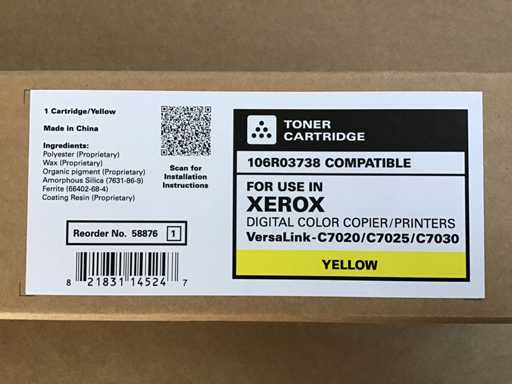 1 Cartridge/Yellow
Made in China
Ingredients:
Polyester (Proprietary)
Wax (Proprietary)
Organic pigment (Proprietary)
Amorphous Silica (7631-86-9)
Ferrite (66402-68-4)
Coating Resin (Proprietary)
Scan for
Installation
Instructions
Reorder No. 58876 1
8 21831 14524 7
TONER
CARTRIDGE
106R03738 COMPATIBLE
FOR USE IN
XEROX
DIGITAL COLOR COPIER/PRINTERS
VersaLink-C7020/C7025/C7030
YELLOW